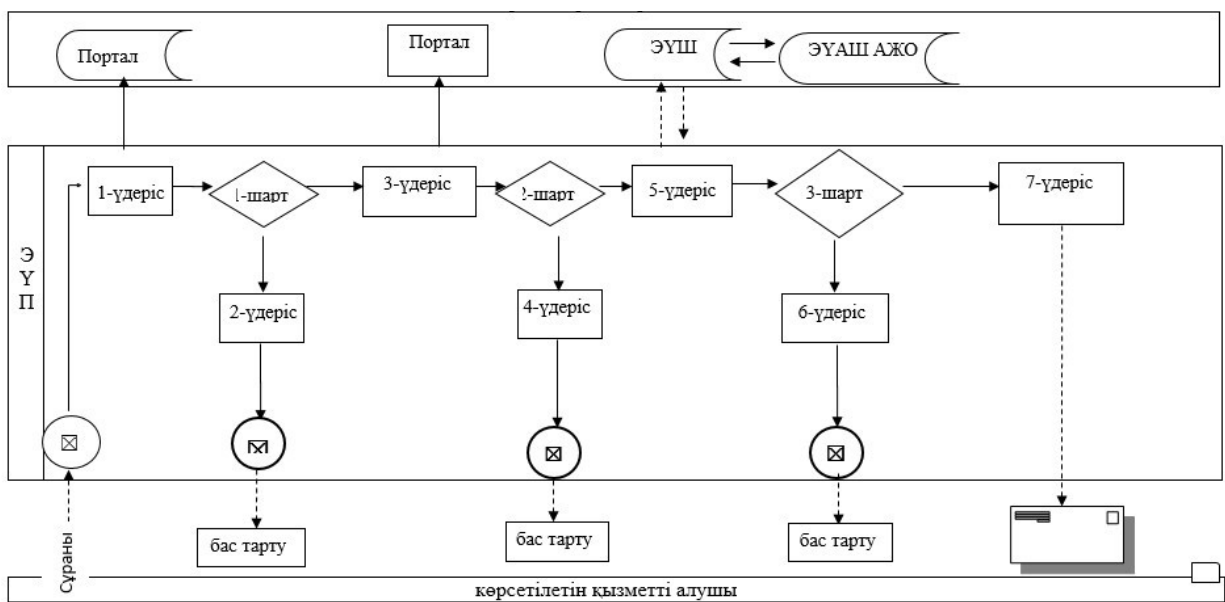 Портал
Портал
ЭҮШ
ЭҮАШ АЖО
ЭҮП
1-үдеріс
1-шарт
3-үдеріс
2-шарт
5-үдеріс
3-шарт
7-үдеріс
2-үдеріс
4-үдеріс
6-үдеріс
Сұраны
бас тарту
бас тарту
бас тарту
көрсетілетін қызметті алушы